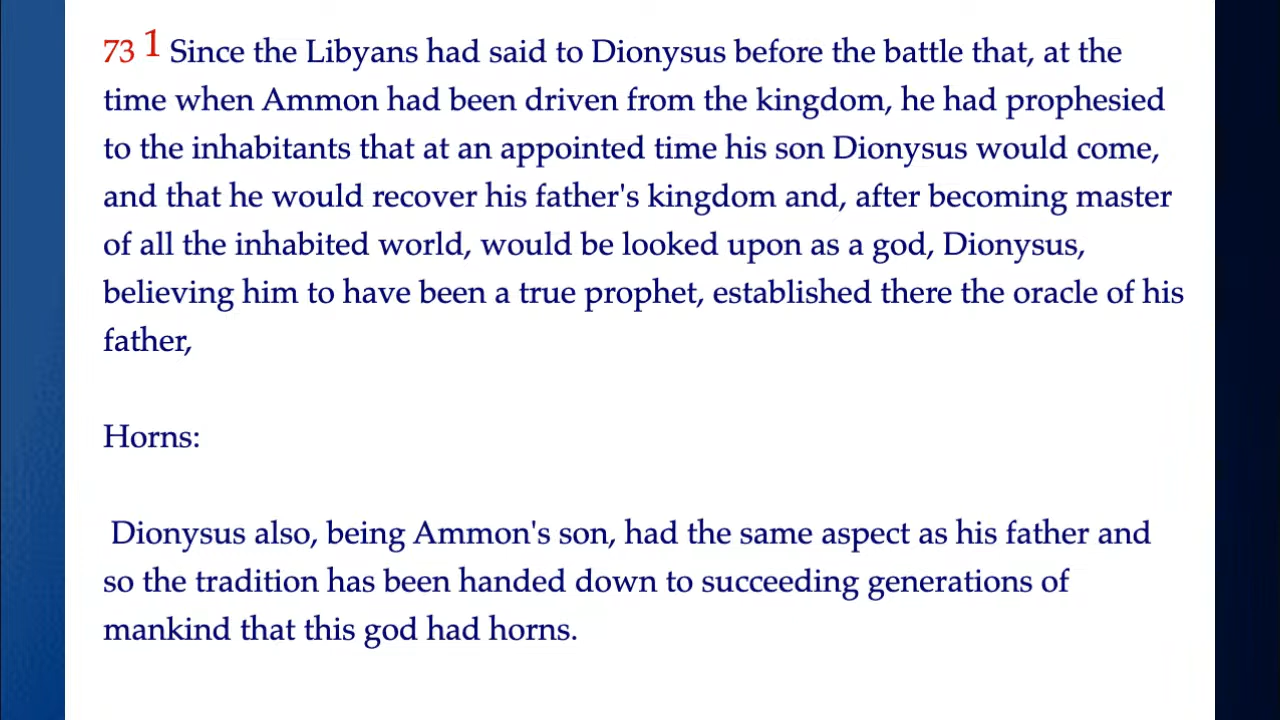 73 1 Since the Libyans had said to Dionysus before the battle that, at the
time when Ammon had been driven from the kingdom, he had prophesied
to the inhabitants that at an appointed time his son Dionysus would come,
and that he would recover his father's kingdom and, after becoming master
of all the inhabited world, would be looked upon as a god, Dionysus,
believing him to have been a true prophet, established there the oracle of his
father,
Horns:
Dionysus also, being Ammon's son, had the same aspect as his father and
so the tradition has been handed down to succeeding generations of
mankind that this god had horns.